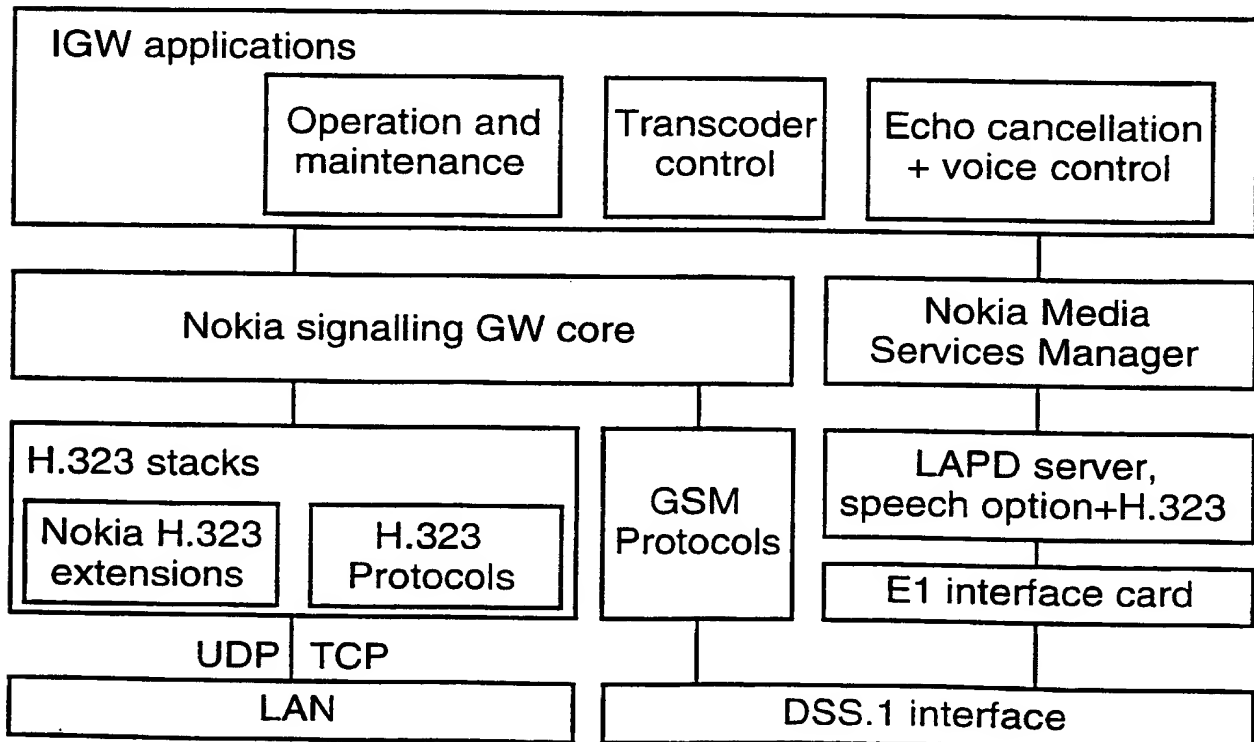 IGW applications
Operation and
maintenance
Transcoder
control
Echo cancellation
+ voice control
Nokia signalling GW core
Nokia Media
Services Manager
H.323 stacks
Nokia H.323
extensions
H.323
Protocols
GSM
Protocols
LAPD server,
speech option+H.323
E1 interface card
UDP TCP
LAN
DSS.1 interface